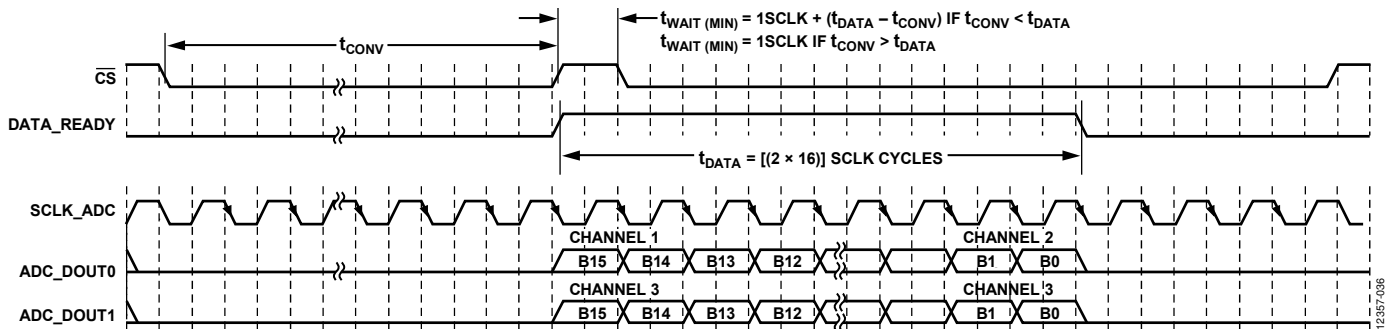 tWAIT (MIN) = 1SCLK + (tDATA – tCONV) IF tCONV < tDATA
tWAIT (MIN) = 1SCLK IF tCONV > tDATA
tCONV
CS
DATA_READY
tDATA = [(2 × 16)] SCLK CYCLES
SCLK_ADC
CHANNEL 1 CHANNEL 2
ADC_DOUT0 B15 B14 B13 B12 B1 B0
CHANNEL 3 CHANNEL 3
ADC_DOUT1 B15 B14 B13 B12 B1 B0
12357-036